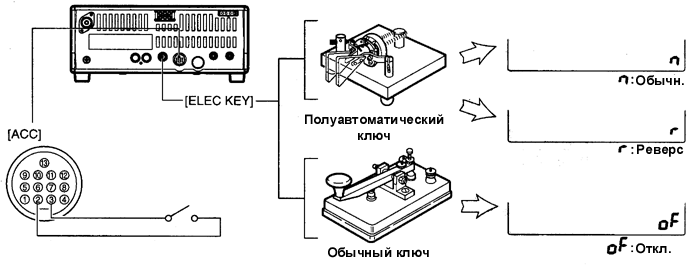 [ELEC KEY]
[ACC]
13
9 10 11 12
5 6 7 8
1 2 3 4
Полуавтоматический
ключ
Обычный ключ
n
n:Обычн.
r
r:Реверс
oF
oF:Откл.